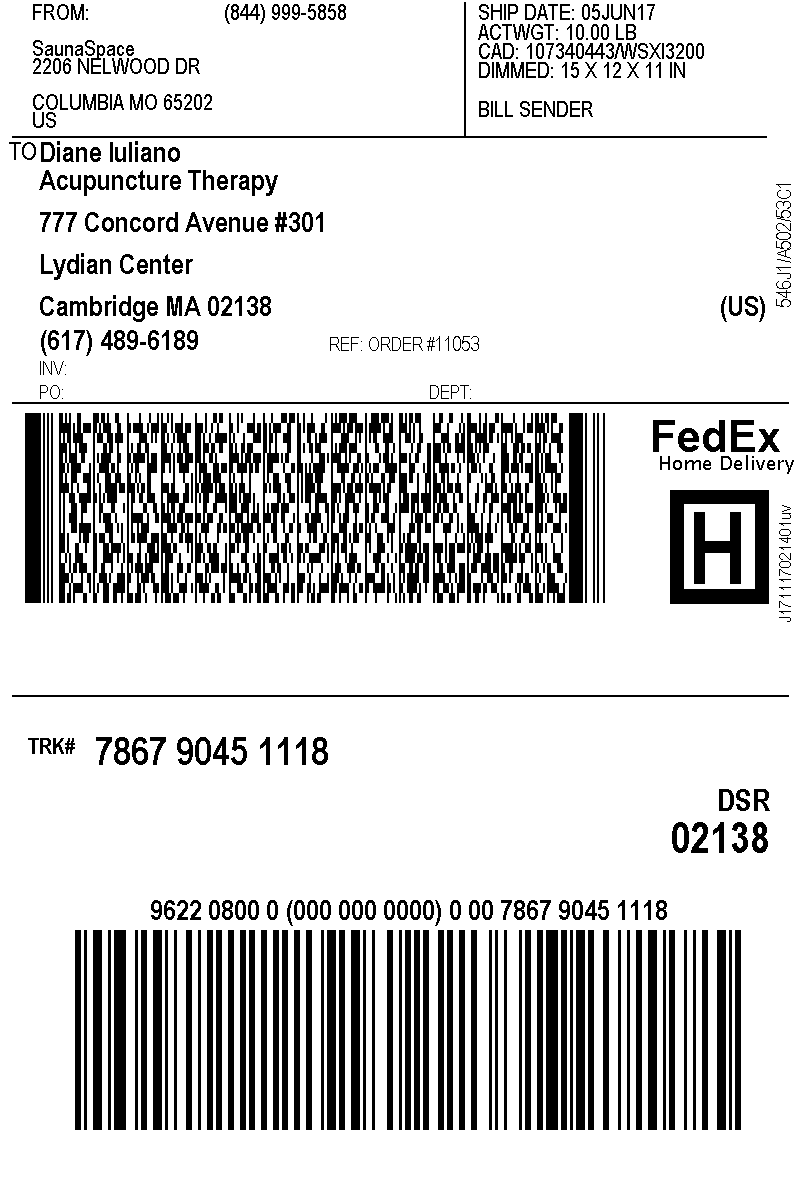 FROM: (844) 999-5858
SaunaSpace
2206 NELWOOD DR
COLUMBIA MO 65202
US
SHIP DATE: 05JUN17
ACTWGT: 10.00 LB
CAD: 107340443/WSXI3200
DIMMED: 15 X 12 X 11 IN
BILL SENDER
TO Diane Iuliano
Acupuncture Therapy
777 Concord Avenue #301
Lydian Center
Cambridge MA 02138 (US)
(617) 489-6189 REF: ORDER #11053
INV:
PO: DEPT:
546J1/A502/53C1
FedEx
Home Delivery
H
J171117021401uv
TRK# 7867 9045 1118
DSR
02138
9622 0800 0 (000 000 0000) 0 00 7867 9045 1118